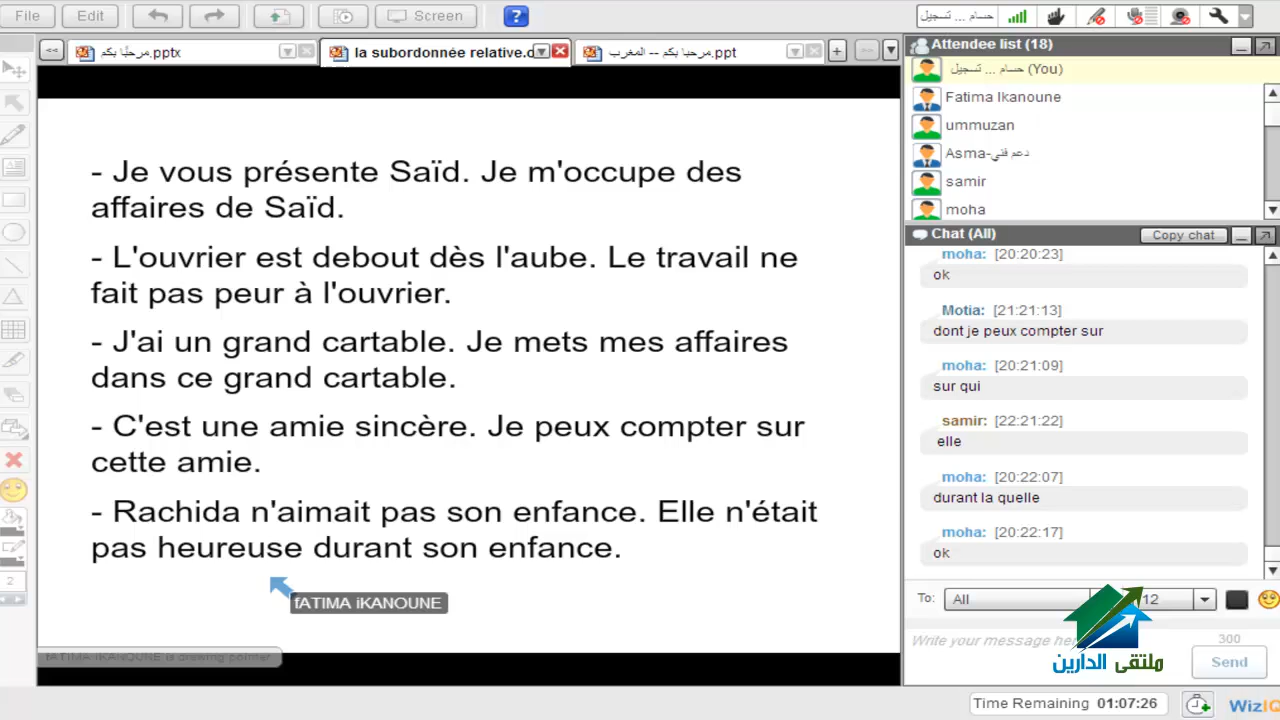 File Edit Screen ? حسام ... تسجيل
<< مرحبا بكم.pptx la subordonnée relative.c مرحبا بكم -- المغرب.ppt + >>
- Je vous présente Saïd. Je m'occupe des
affaires de Saïd.
- L'ouvrier est debout dès l'aube. Le travail ne
fait pas peur à l'ouvrier.
- J'ai un grand cartable. Je mets mes affaires
dans ce grand cartable.
- C'est une amie sincère. Je peux compter sur
cette amie.
- Rachida n'aimait pas son enfance. Elle n'était
pas heureuse durant son enfance.
fATIMA iKANOUNE
fATIMA iKANOUNE is drawing pointer
2
Attendee list (18)
حسام ... تسجيل (You)
Fatima Ikanoune
ummuzan
Asma-دعم فني
samir
moha
Chat (All) Copy chat
moha: [20:20:23]
ok
Motia: [21:21:13]
dont je peux compter sur
moha: [20:21:09]
sur qui
samir: [22:21:22]
elle
moha: [20:22:07]
durant la quelle
moha: [20:22:17]
ok
To: All 12
Write your message he
300
Send
ملتقى الدارين
Time Remaining 01:07:26
WizIQ